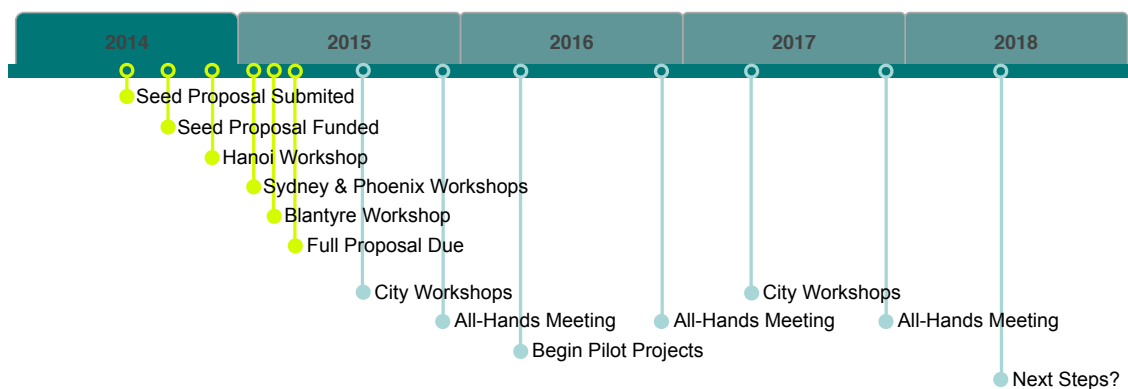 2014 2015 2016 2017 2018
Seed Proposal Submited
Seed Proposal Funded
Hanoi Workshop
Sydney & Phoenix Workshops
Blantyre Workshop
Full Proposal Due
City Workshops City Workshops
All-Hands Meeting All-Hands Meeting All-Hands Meeting
Begin Pilot Projects
Next Steps?